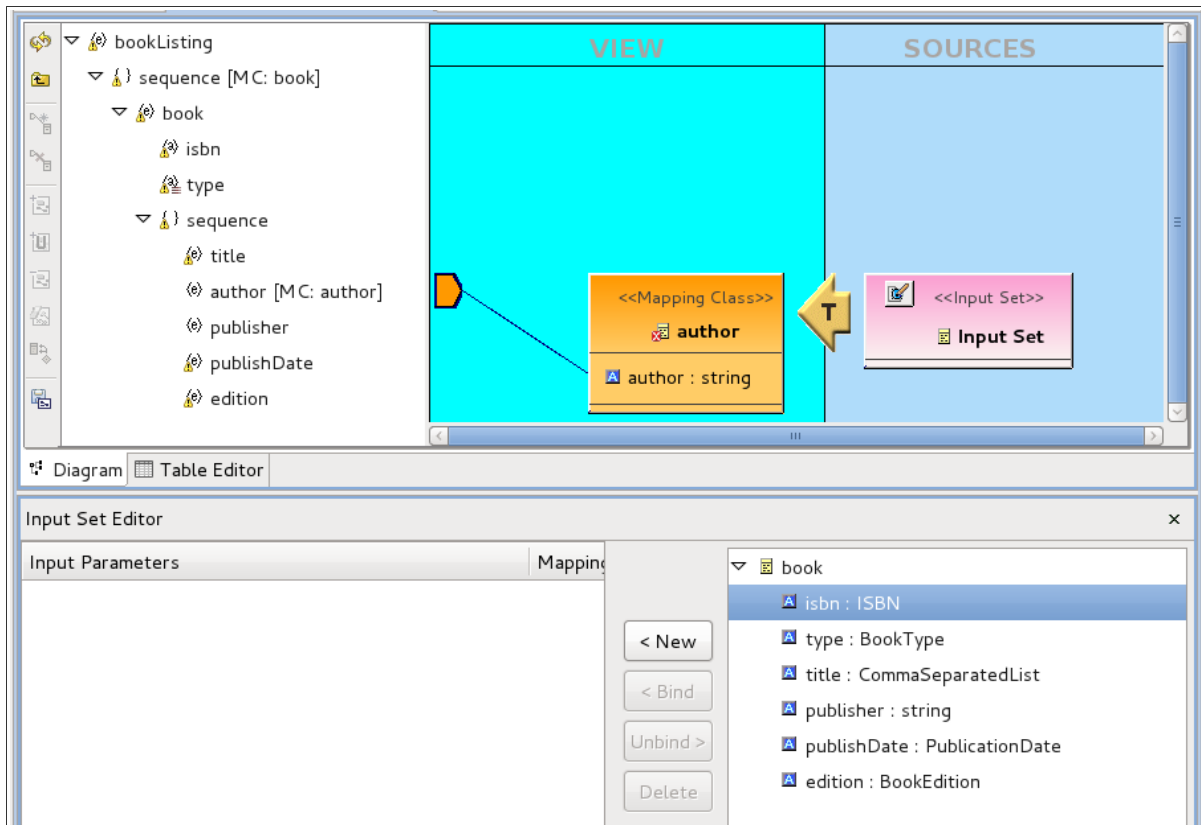 bookListing
sequence [MC: book]
book
isbn
type
sequence
title
author [MC: author]
publisher
publishDate
edition
VIEW
SOURCES
<<Mapping Class>>
author
author : string
T
<<Input Set>>
Input Set
Diagram
Table Editor
Input Set Editor
Input Parameters
Mapping
< New
< Bind
Unbind >
Delete
book
isbn : ISBN
type : BookType
title : CommaSeparatedList
publisher : string
publishDate : PublicationDate
edition : BookEdition